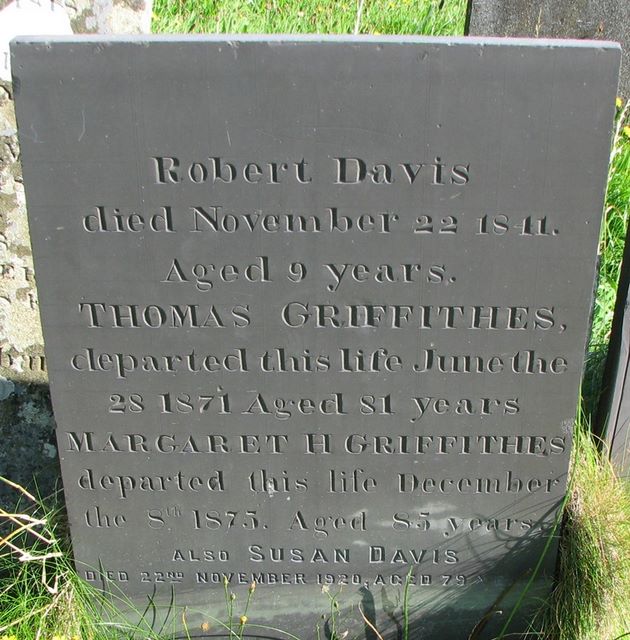 Robert Davis
died November 22 1841.
Aged 9 years.
THOMAS GRIFFITHES,
departed this life June the
28 1871 Aged 81 years
MARGARET H GRIFFITHES
departed this life December
the 8th 1875. Aged 85 years
ALSO SUSAN DAVIS
DIED 22ND NOVEMBER 1920, AGED 79